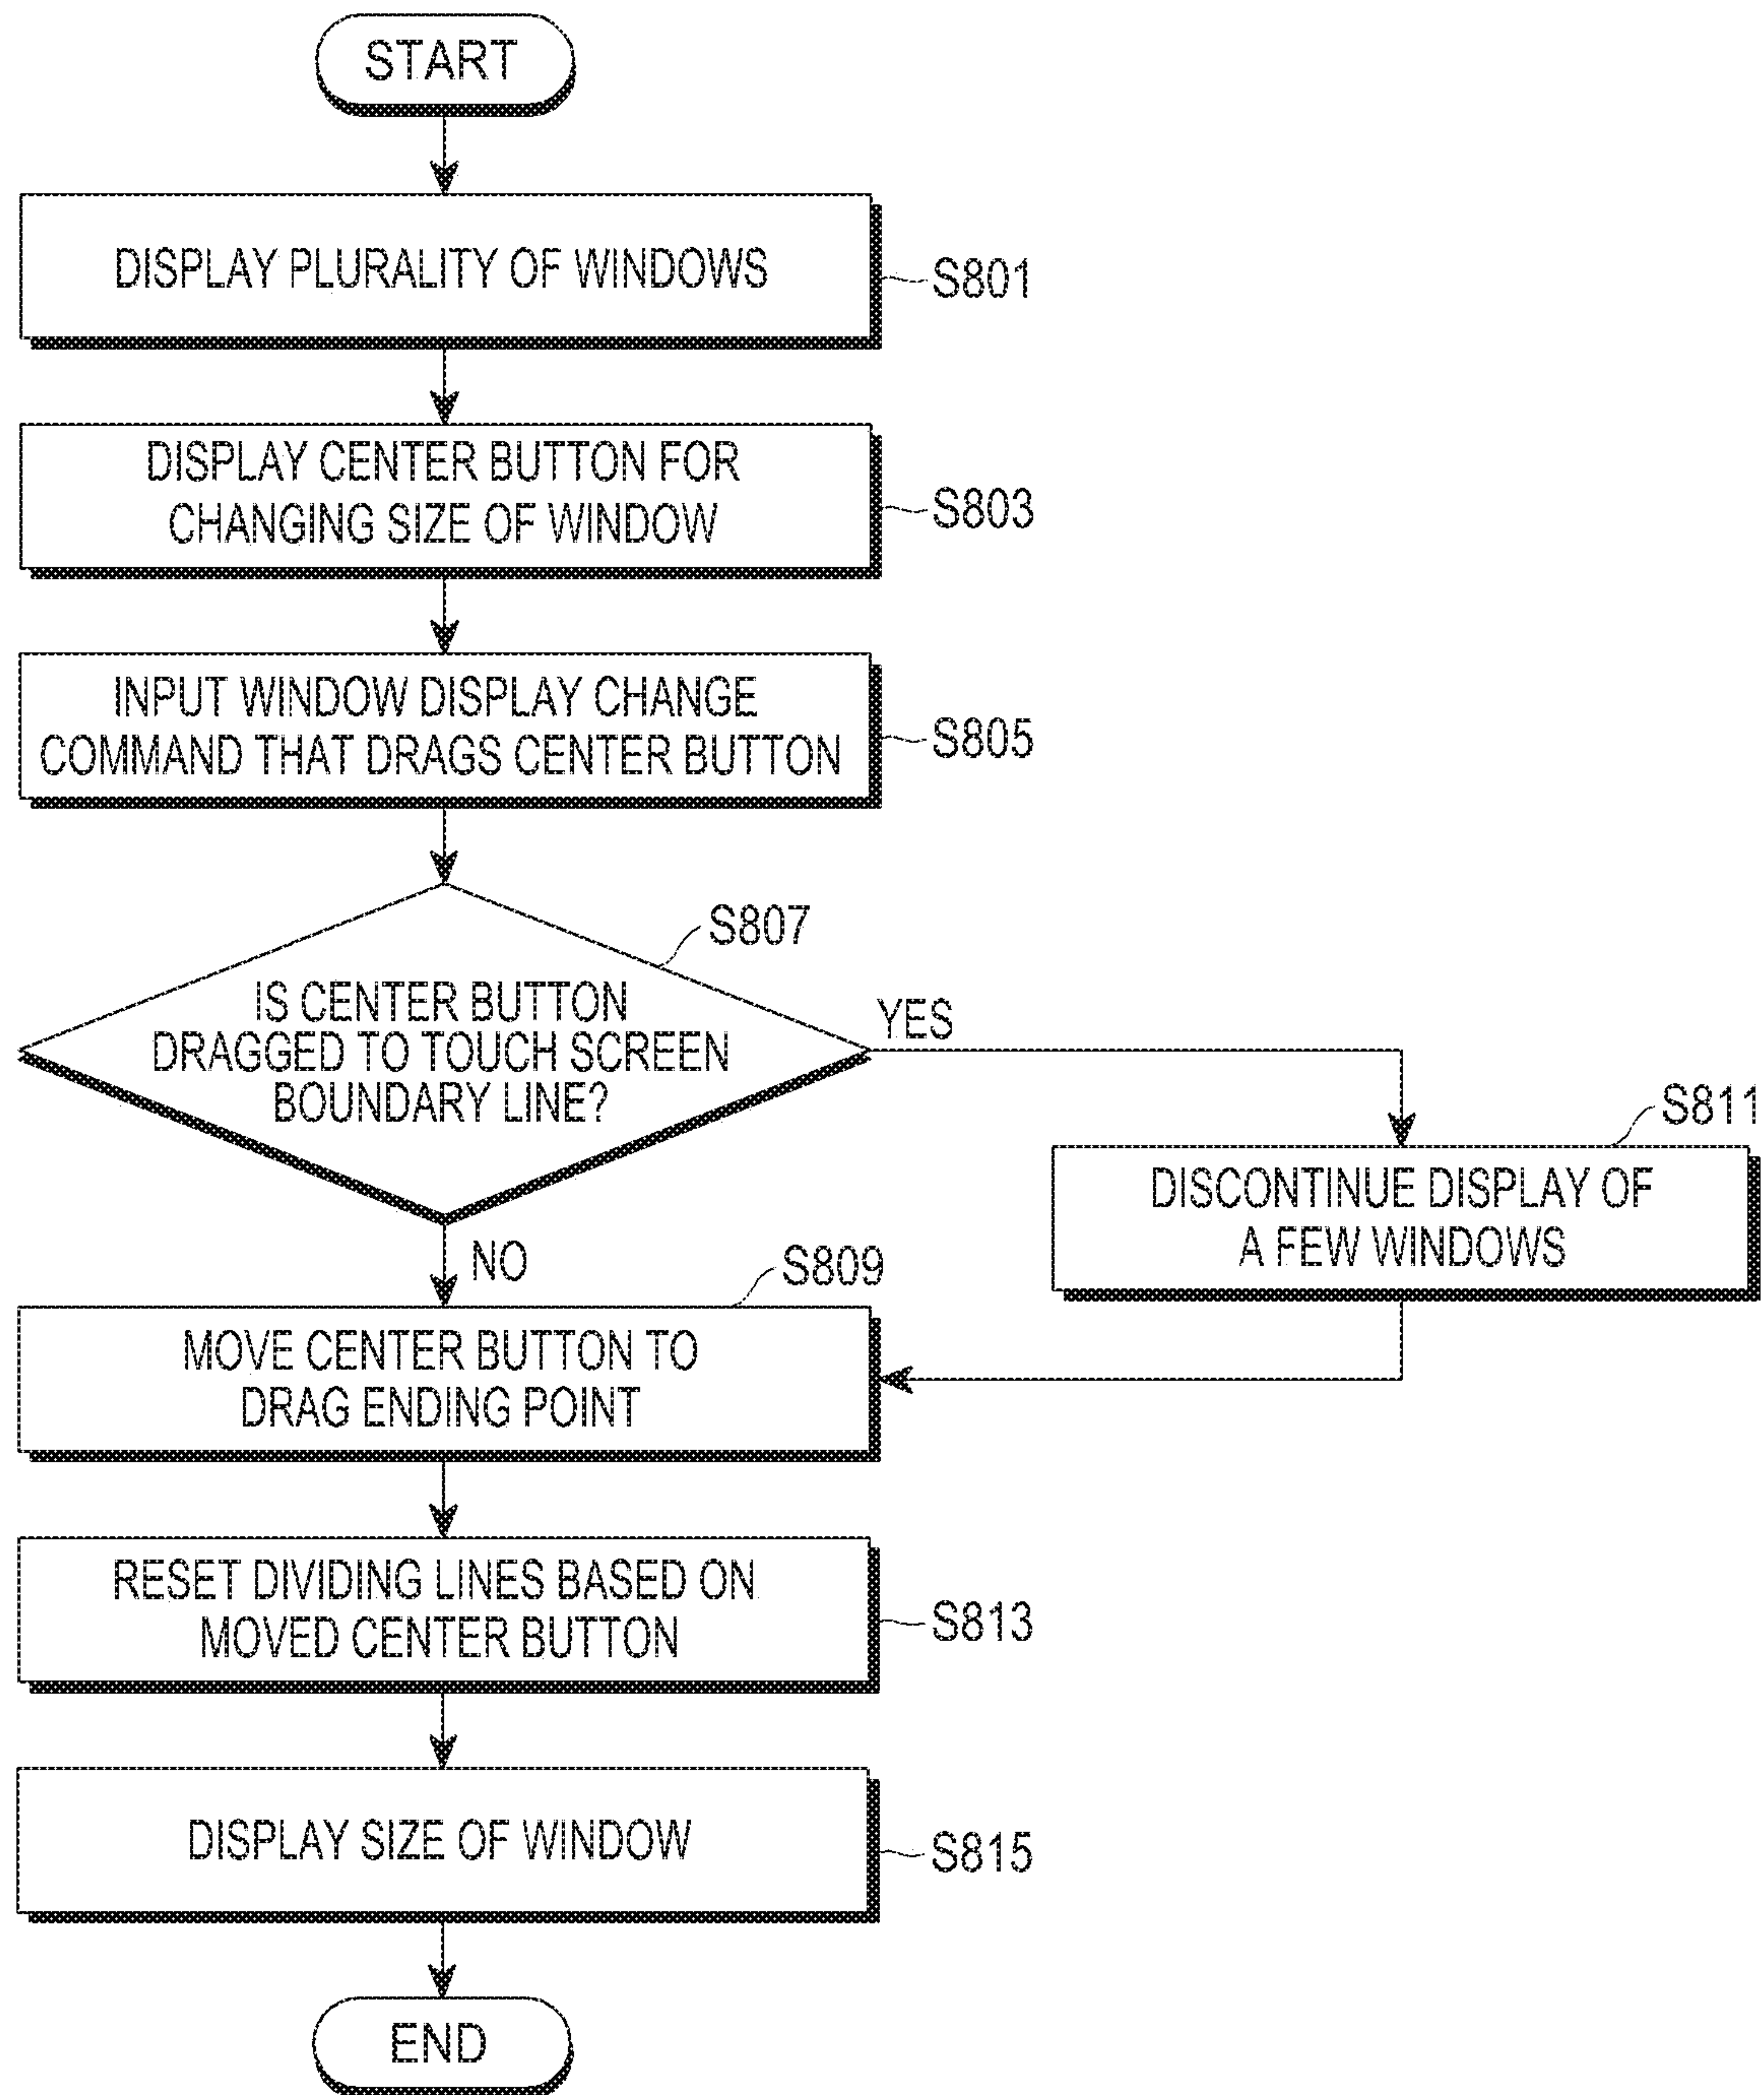 START
DISPLAY PLURALITY OF WINDOWS
S801
DISPLAY CENTER BUTTON FOR
CHANGING SIZE OF WINDOW
S803
INPUT WINDOW DISPLAY CHANGE
COMMAND THAT DRAGS CENTER BUTTON
S805
S807
IS CENTER BUTTON
DRAGGED TO TOUCH SCREEN
BOUNDARY LINE?
YES
NO
S811
DISCONTINUE DISPLAY OF
A FEW WINDOWS
S809
MOVE CENTER BUTTON TO
DRAG ENDING POINT
RESET DIVIDING LINES BASED ON
MOVED CENTER BUTTON
S813
DISPLAY SIZE OF WINDOW
S815
END